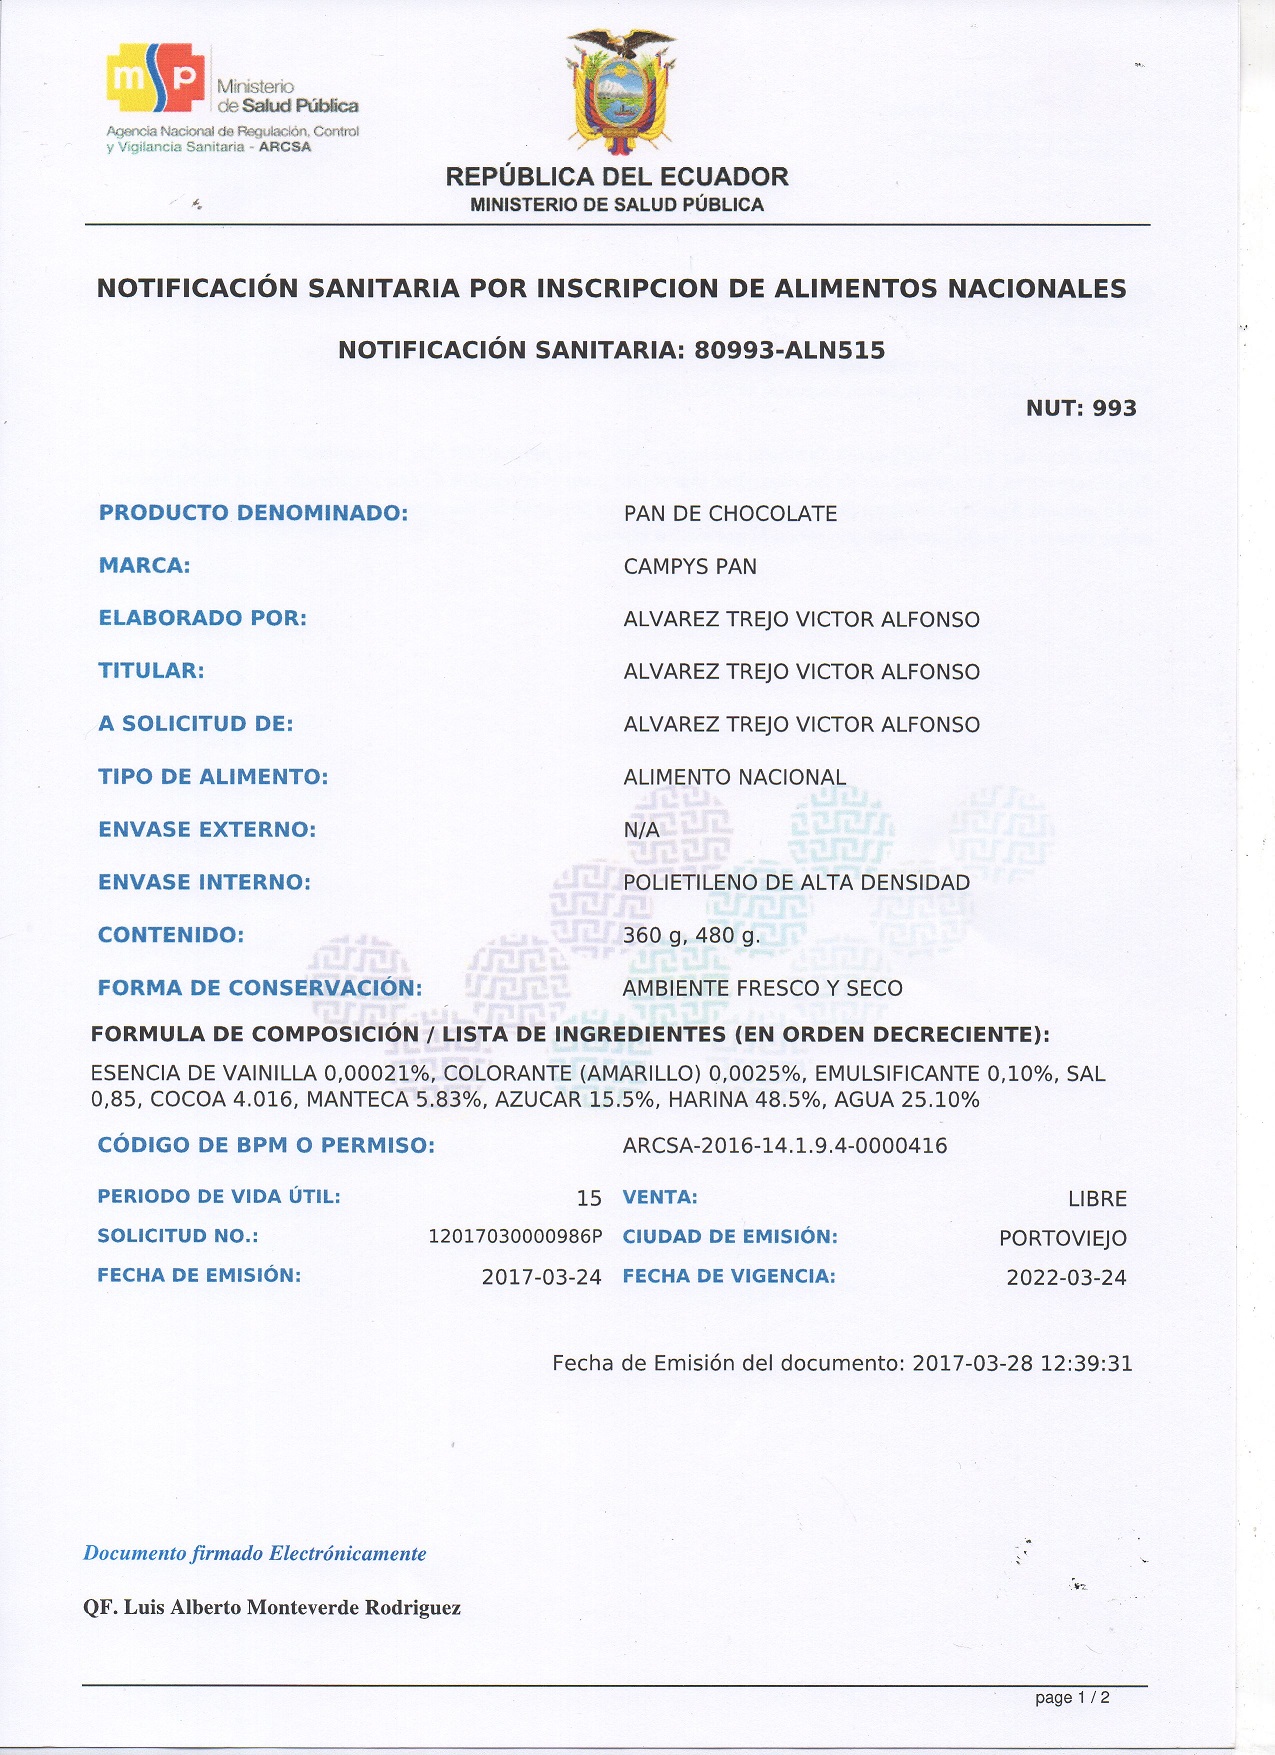 msp Ministerio
de Salud Pública
Agencia Nacional de Regulación, Control
y Vigilancia Sanitaria - ARCSA
REPÚBLICA DEL ECUADOR
MINISTERIO DE SALUD PÚBLICA
NOTIFICACIÓN SANITARIA POR INSCRIPCION DE ALIMENTOS NACIONALES
NOTIFICACIÓN SANITARIA: 80993-ALN515
NUT: 993
PRODUCTO DENOMINADO: PAN DE CHOCOLATE
MARCA: CAMPYS PAN
ELABORADO POR: ALVAREZ TREJO VICTOR ALFONSO
TITULAR: ALVAREZ TREJO VICTOR ALFONSO
A SOLICITUD DE: ALVAREZ TREJO VICTOR ALFONSO
TIPO DE ALIMENTO: ALIMENTO NACIONAL
ENVASE EXTERNO: N/A
ENVASE INTERNO: POLIETILENO DE ALTA DENSIDAD
CONTENIDO: 360 g, 480 g.
FORMA DE CONSERVACIÓN: AMBIENTE FRESCO Y SECO
FORMULA DE COMPOSICIÓN / LISTA DE INGREDIENTES (EN ORDEN DECRECIENTE):
ESENCIA DE VAINILLA 0,00021%, COLORANTE (AMARILLO) 0,0025%, EMULSIFICANTE 0,10%, SAL
0,85, COCOA 4.016, MANTECA 5.83%, AZUCAR 15.5%, HARINA 48.5%, AGUA 25.10%
CÓDIGO DE BPM O PERMISO: ARCSA-2016-14.1.9.4-0000416
PERIODO DE VIDA ÚTIL: 15 VENTA: LIBRE
SOLICITUD NO.: 12017030000986P CIUDAD DE EMISIÓN: PORTOVIEJO
FECHA DE EMISIÓN: 2017-03-24 FECHA DE VIGENCIA: 2022-03-24
Fecha de Emisión del documento: 2017-03-28 12:39:31
Documento firmado Electrónicamente
QF. Luis Alberto Monteverde Rodriguez
page 1 / 2